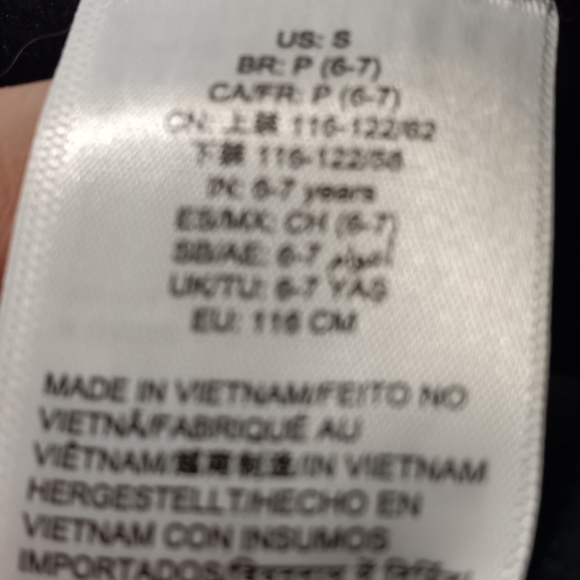 US: S
BR: P (6-7)
CA/FR: P (6-7)
CN: 上装 116-122/62
下装 116-122/56
IN: 6-7 years
ES/MX: CH (6-7)
SB/AE: 6-7 أعوام
UK/TU: 6-7 YAŞ
EU: 116 CM
MADE IN VIETNAM/FEITO NO
VIETNÃ/FABRIQUÉ AU
VIÊTNAM/越南制造/IN VIETNAM
HERGESTELLT/HECHO EN
VIETNAM CON INSUMOS
IMPORTADOS/